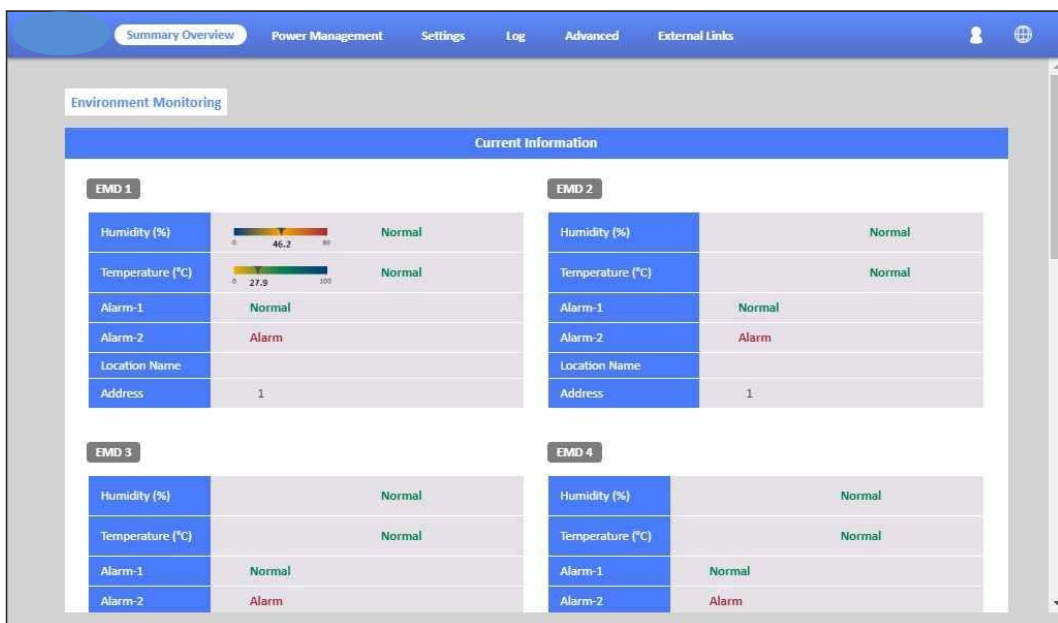 Summary Overview Power Management Settings Log Advanced External Links
Environment Monitoring
Current Information
EMD 1
Humidity (%) 0 46.2 90 Normal
Temperature (°C) 0 27.9 100 Normal
Alarm-1 Normal
Alarm-2 Alarm
Location Name
Address 1
EMD 2
Humidity (%) Normal
Temperature (°C) Normal
Alarm-1 Normal
Alarm-2 Alarm
Location Name
Address 1
EMD 3
Humidity (%) Normal
Temperature (°C) Normal
Alarm-1 Normal
Alarm-2 Alarm
EMD 4
Humidity (%) Normal
Temperature (°C) Normal
Alarm-1 Normal
Alarm-2 Alarm